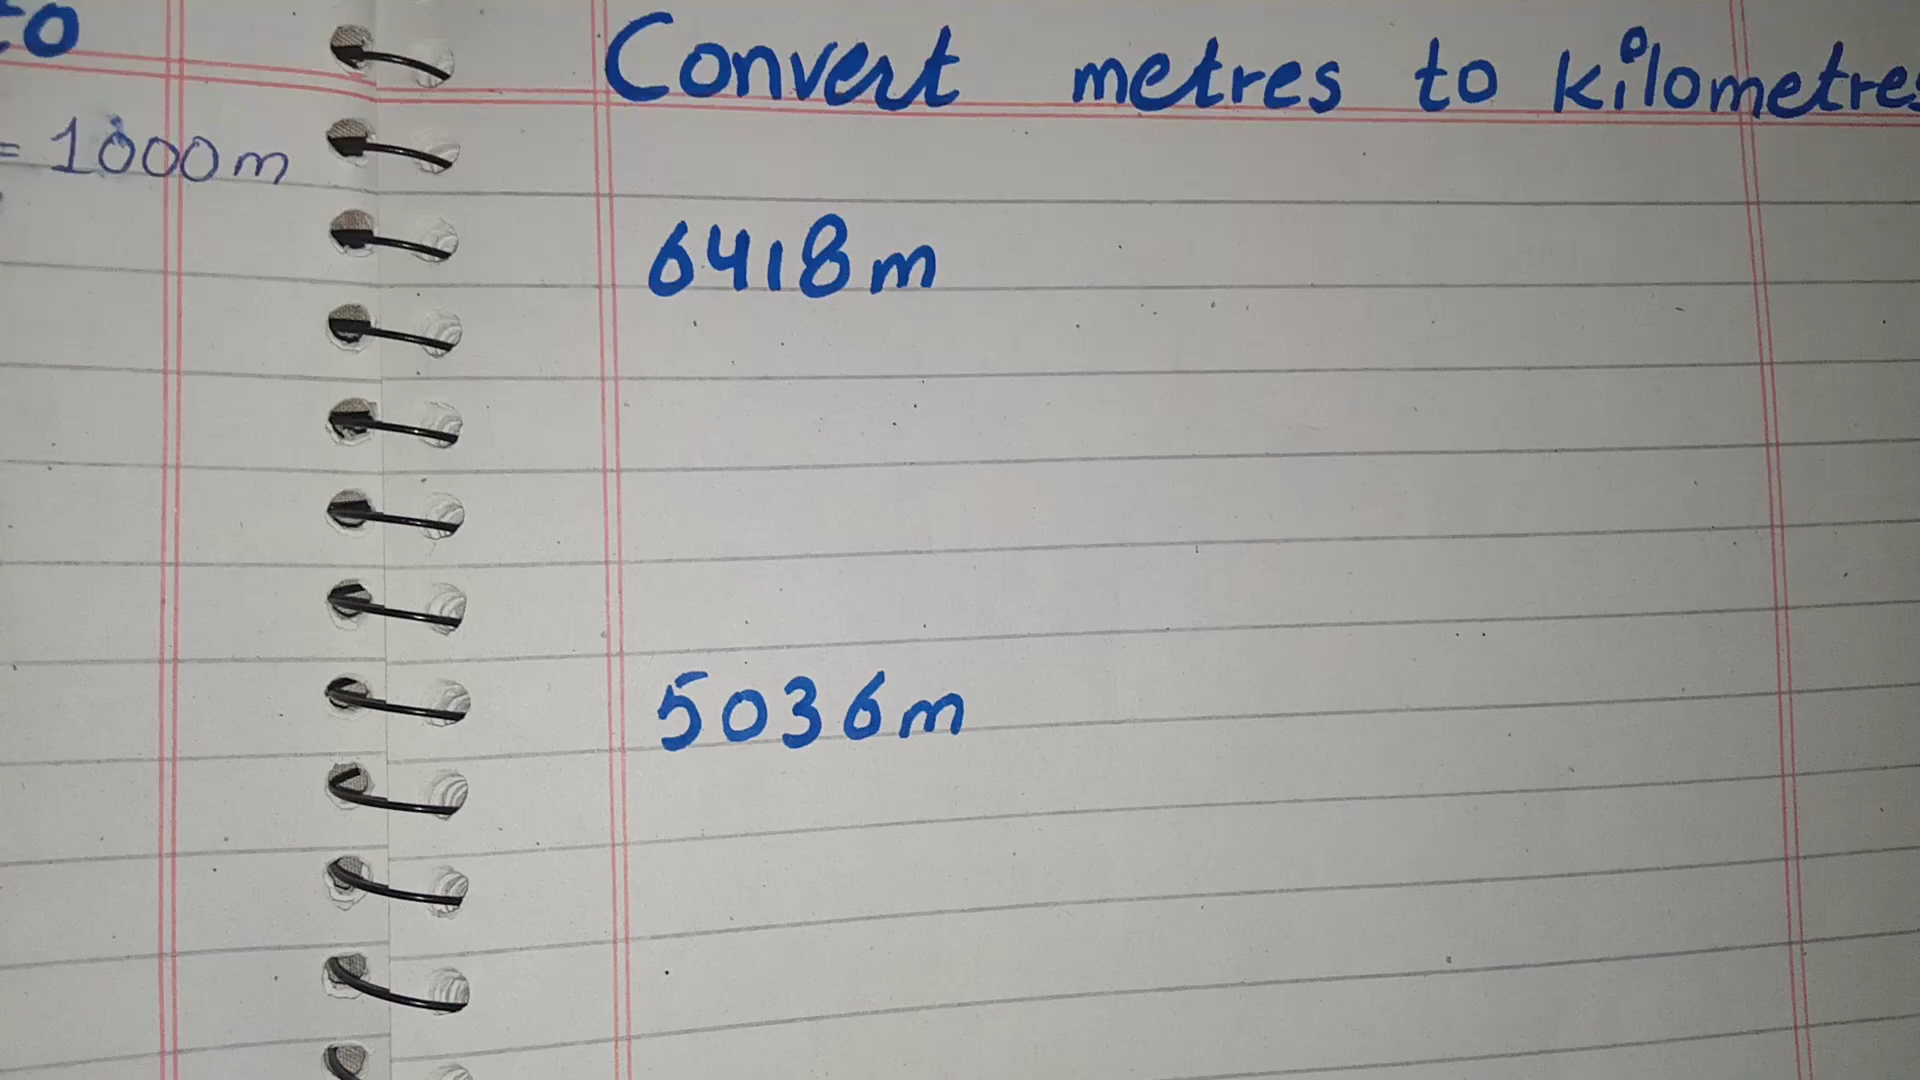 to
= 1000m
Convert metres to kilometres
6418m
5036m